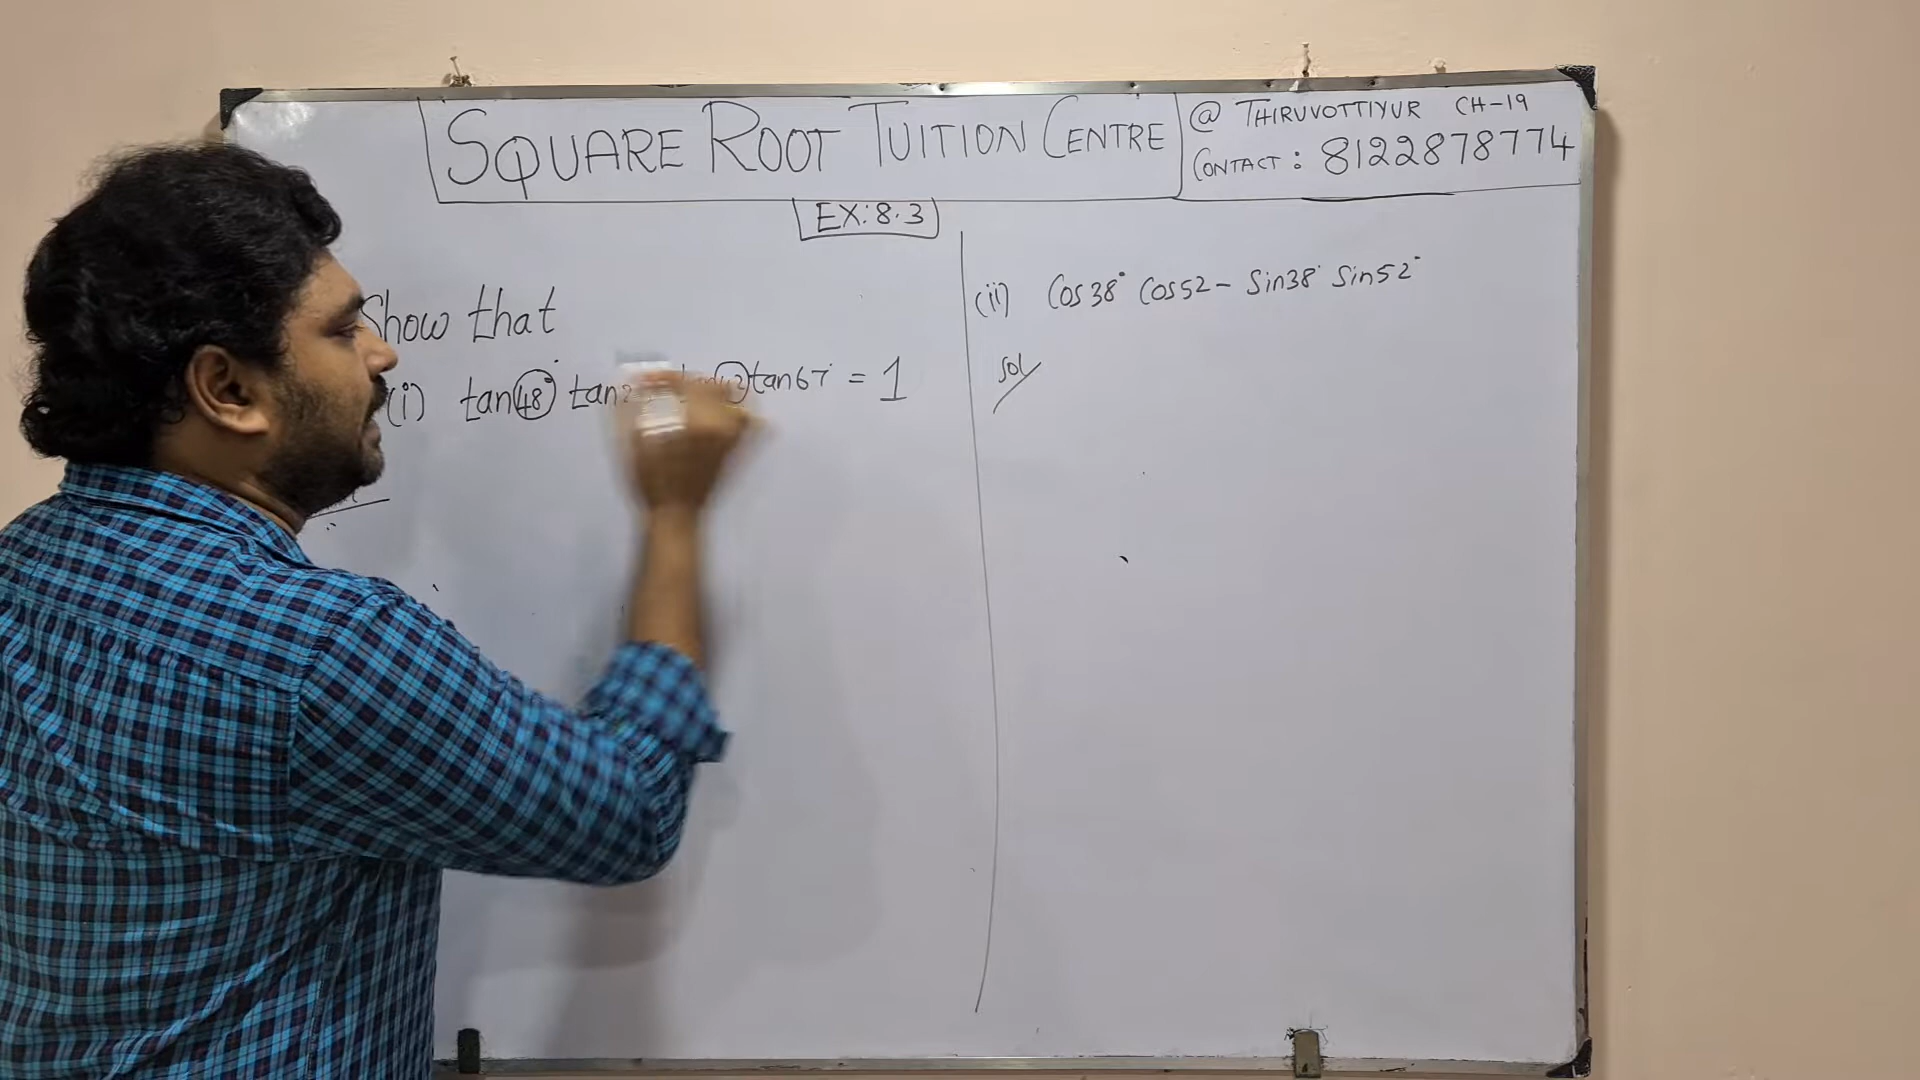 SQUARE ROOT TUITION CENTRE
@ THIRUVOTTIYUR CH-19
CONTACT : 8122878774
EX: 8.3
Show that
(i) tan48° tan tan67° = 1
(ii) Cos38° Cos52 - Sin38° Sin52°
Sol